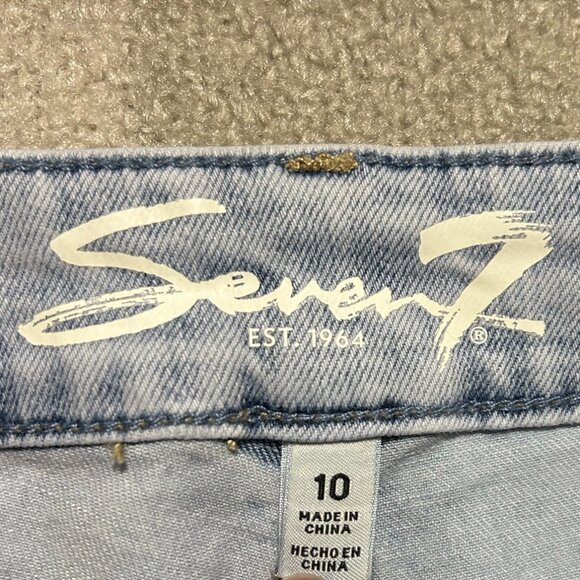 Seven7®
EST. 1964
10
MADE IN
CHINA
HECHO EN
CHINA